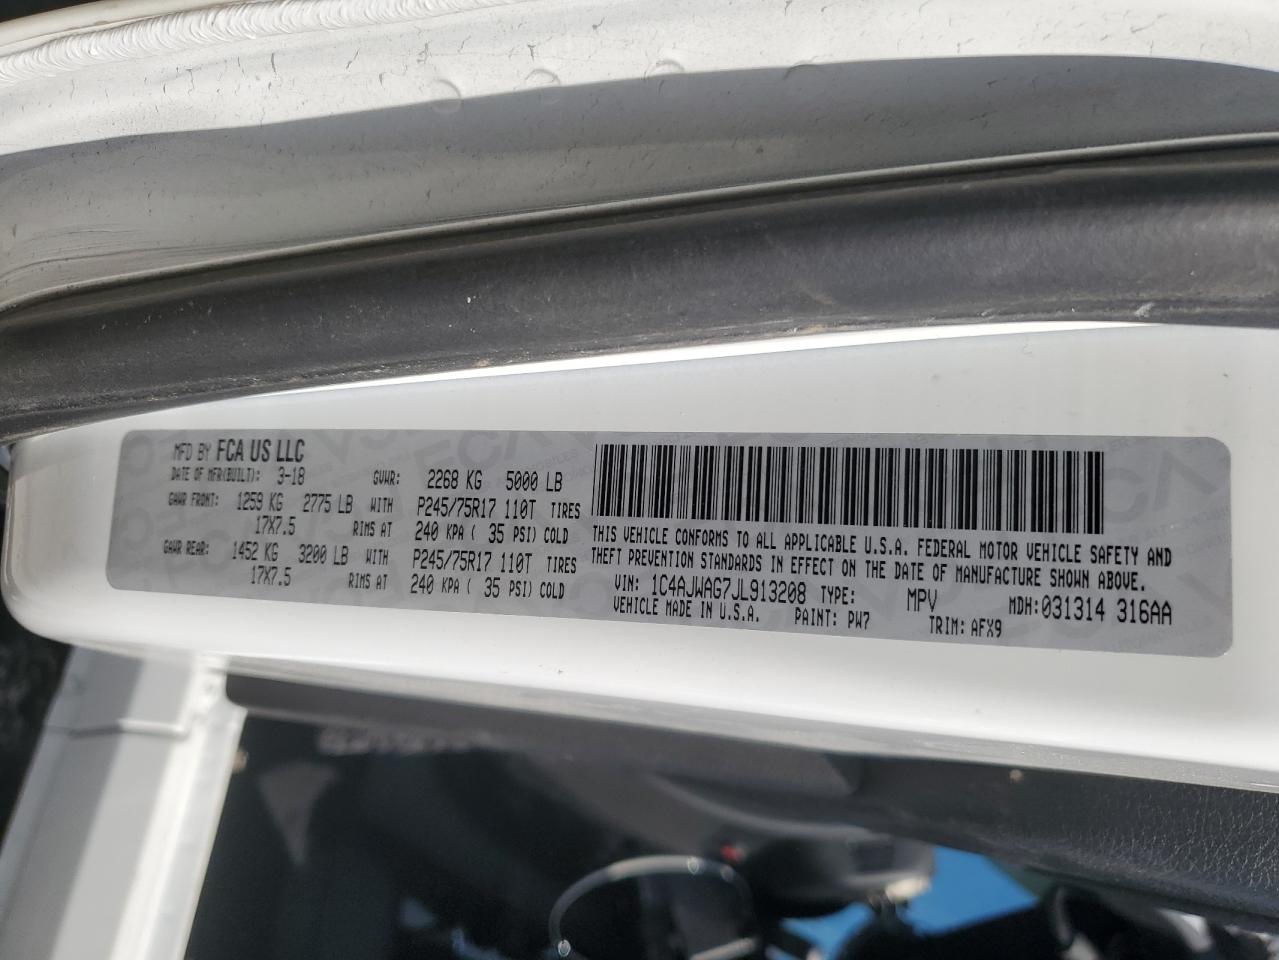 MFD BY FCA US LLC
DATE OF MFR(BUILT): 3-18 GVWR: 2268 KG 5000 LB
GAWR FRONT: 1259 KG 2775 LB WITH P245/75R17 110T TIRES
17X7.5 RIMS AT 240 KPA ( 35 PSI) COLD
GAWR REAR: 1452 KG 3200 LB WITH P245/75R17 110T TIRES
17X7.5 RIMS AT 240 KPA ( 35 PSI) COLD
THIS VEHICLE CONFORMS TO ALL APPLICABLE U.S.A. FEDERAL MOTOR VEHICLE SAFETY AND
THEFT PREVENTION STANDARDS IN EFFECT ON THE DATE OF MANUFACTURE SHOWN ABOVE.
VIN: 1C4AJWAG7JL913208 TYPE: MPV MDH:031314 316AA
VEHICLE MADE IN U.S.A. PAINT: PW7 TRIM: AFX9